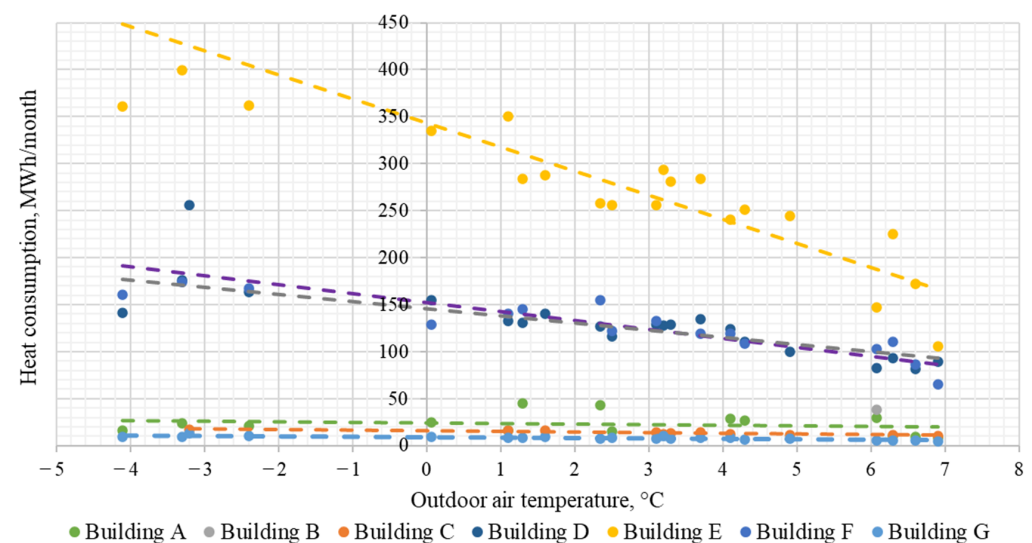 450
400
350
300
250
200
150
100
50
0
Heat consumption, MWh/month
−5 −4 −3 −2 −1 0 1 2 3 4 5 6 7 8
Outdoor air temperature, °C
Building A Building B Building C Building D Building E Building F Building G